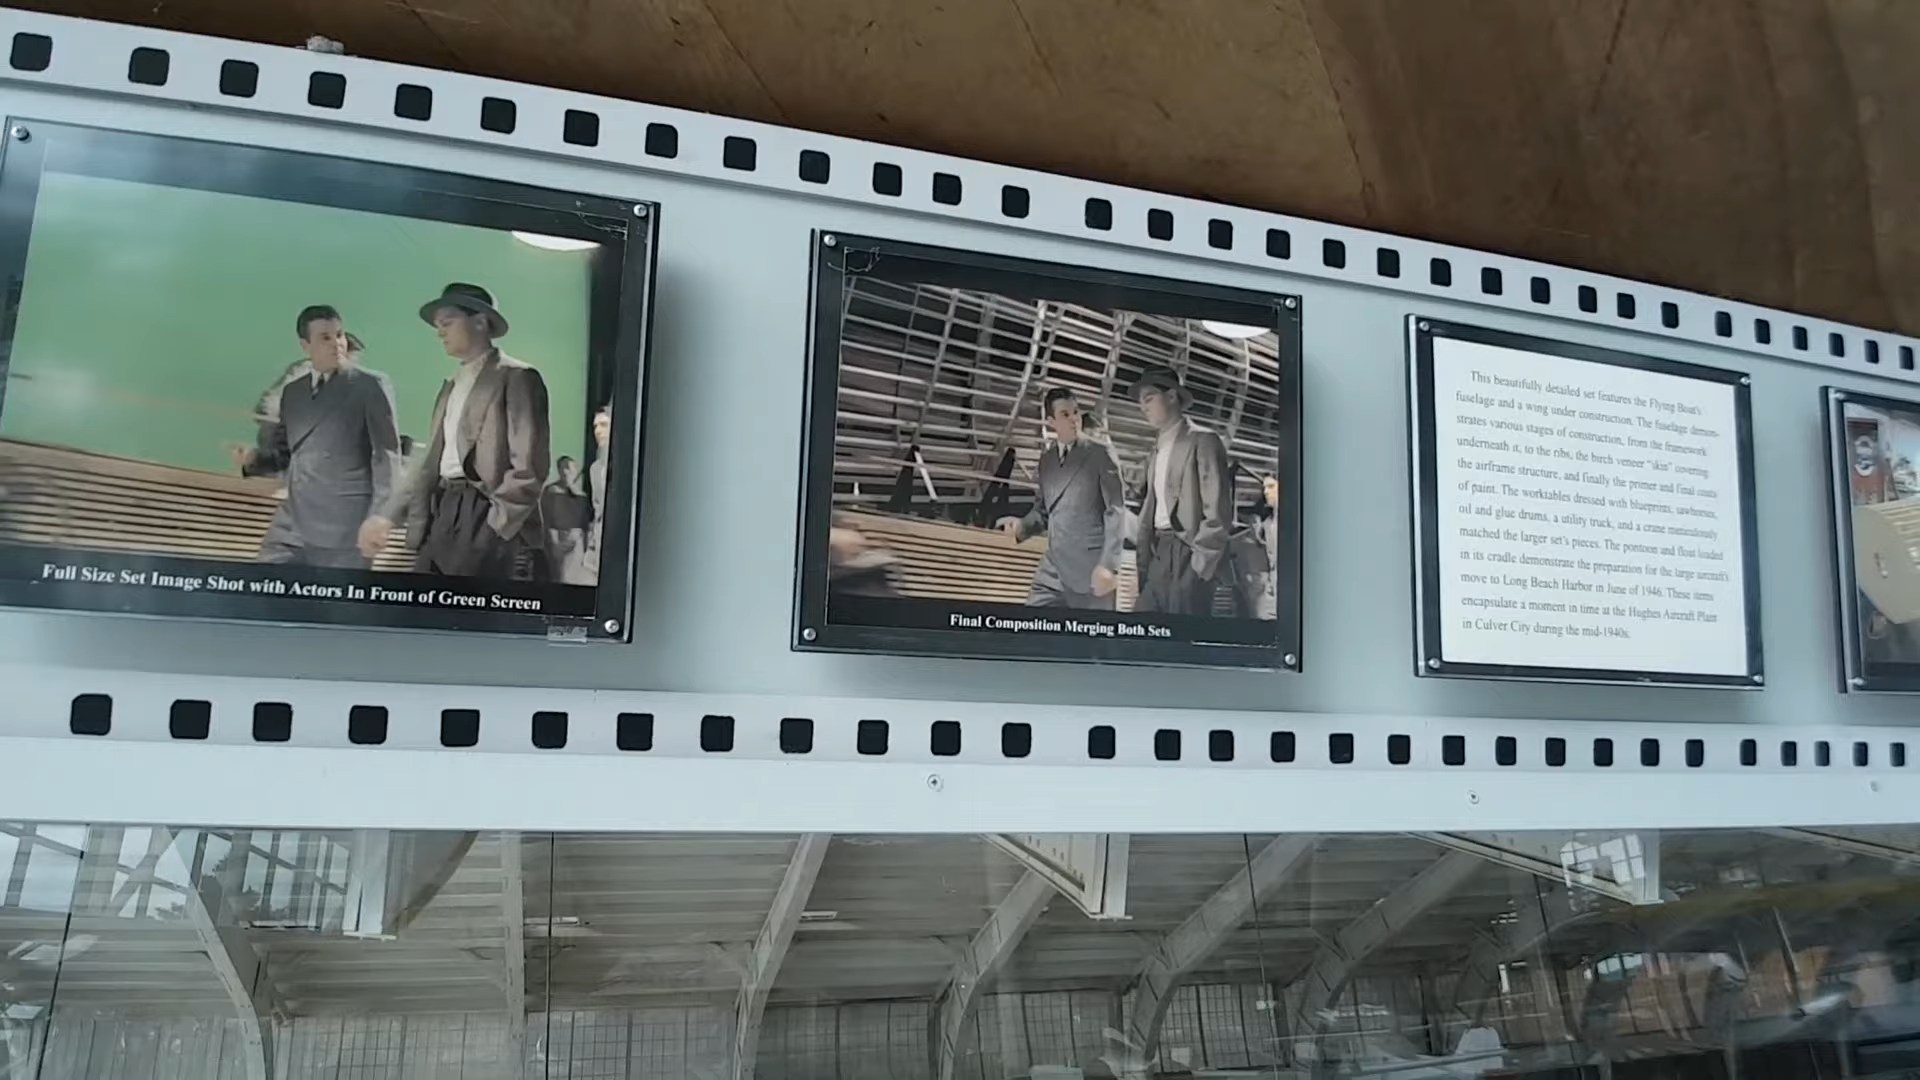 Full Size Set Image Shot with Actors In Front of Green Screen
Final Composition Merging Both Sets
This beautifully detailed set features the Flying Boat's
fuselage and a wing under construction. The fuselage demon-
strates various stages of construction, from the framework
underneath it, to the ribs, the birch veneer "skin" covering
the airframe structure, and finally the primer and final coats
of paint. The worktables dressed with blueprints, sawhorses,
oil and glue drums, a utility truck, and a crane meticulously
matched the larger set's pieces. The pontoon and float loaded
in its cradle demonstrate the preparation for the large aircraft's
move to Long Beach Harbor in June of 1946. These items
encapsulate a moment in time at the Hughes Aircraft Plant
in Culver City during the mid-1940s.